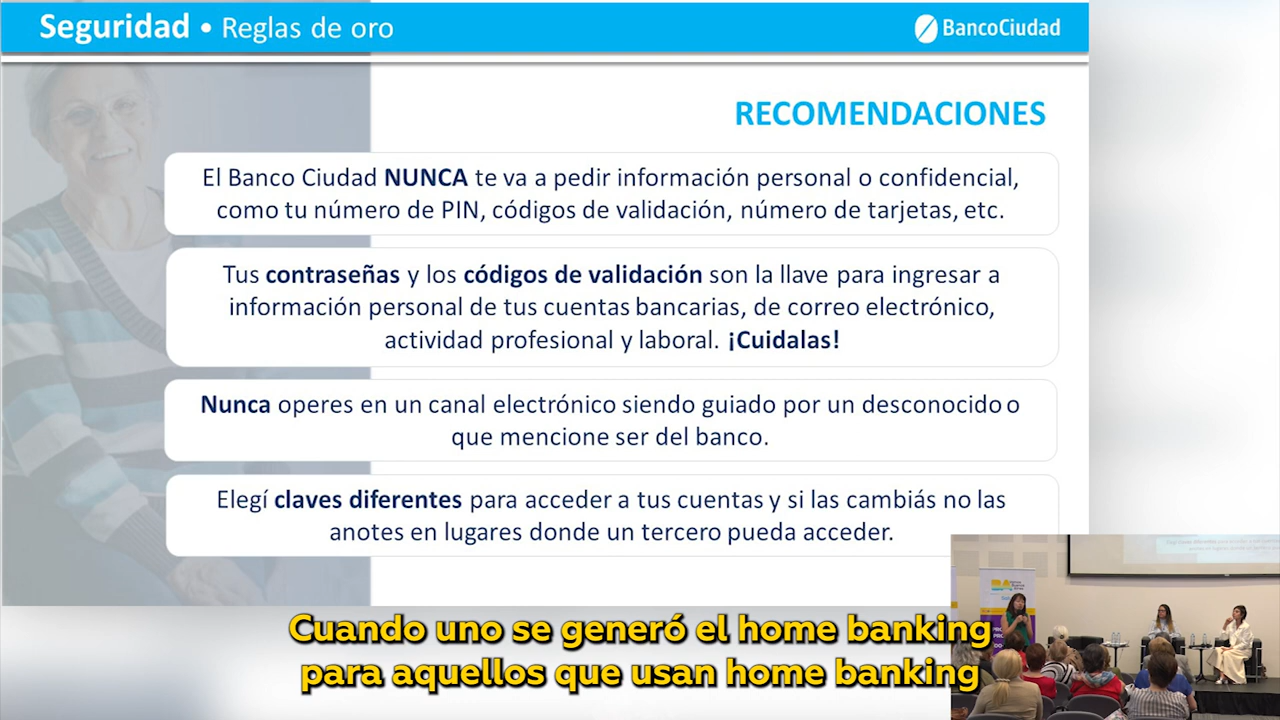 Seguridad • Reglas de oro
BancoCiudad
RECOMENDACIONES
El Banco Ciudad NUNCA te va a pedir información personal o confidencial,
como tu número de PIN, códigos de validación, número de tarjetas, etc.
Tus contraseñas y los códigos de validación son la llave para ingresar a
información personal de tus cuentas bancarias, de correo electrónico,
actividad profesional y laboral. ¡Cuidalas!
Nunca operes en un canal electrónico siendo guiado por un desconocido o
que mencione ser del banco.
Elegí claves diferentes para acceder a tus cuentas y si las cambiás no las
anotes en lugares donde un tercero pueda acceder.
BA
Cuando uno se generó el home banking
para aquellos que usan home banking